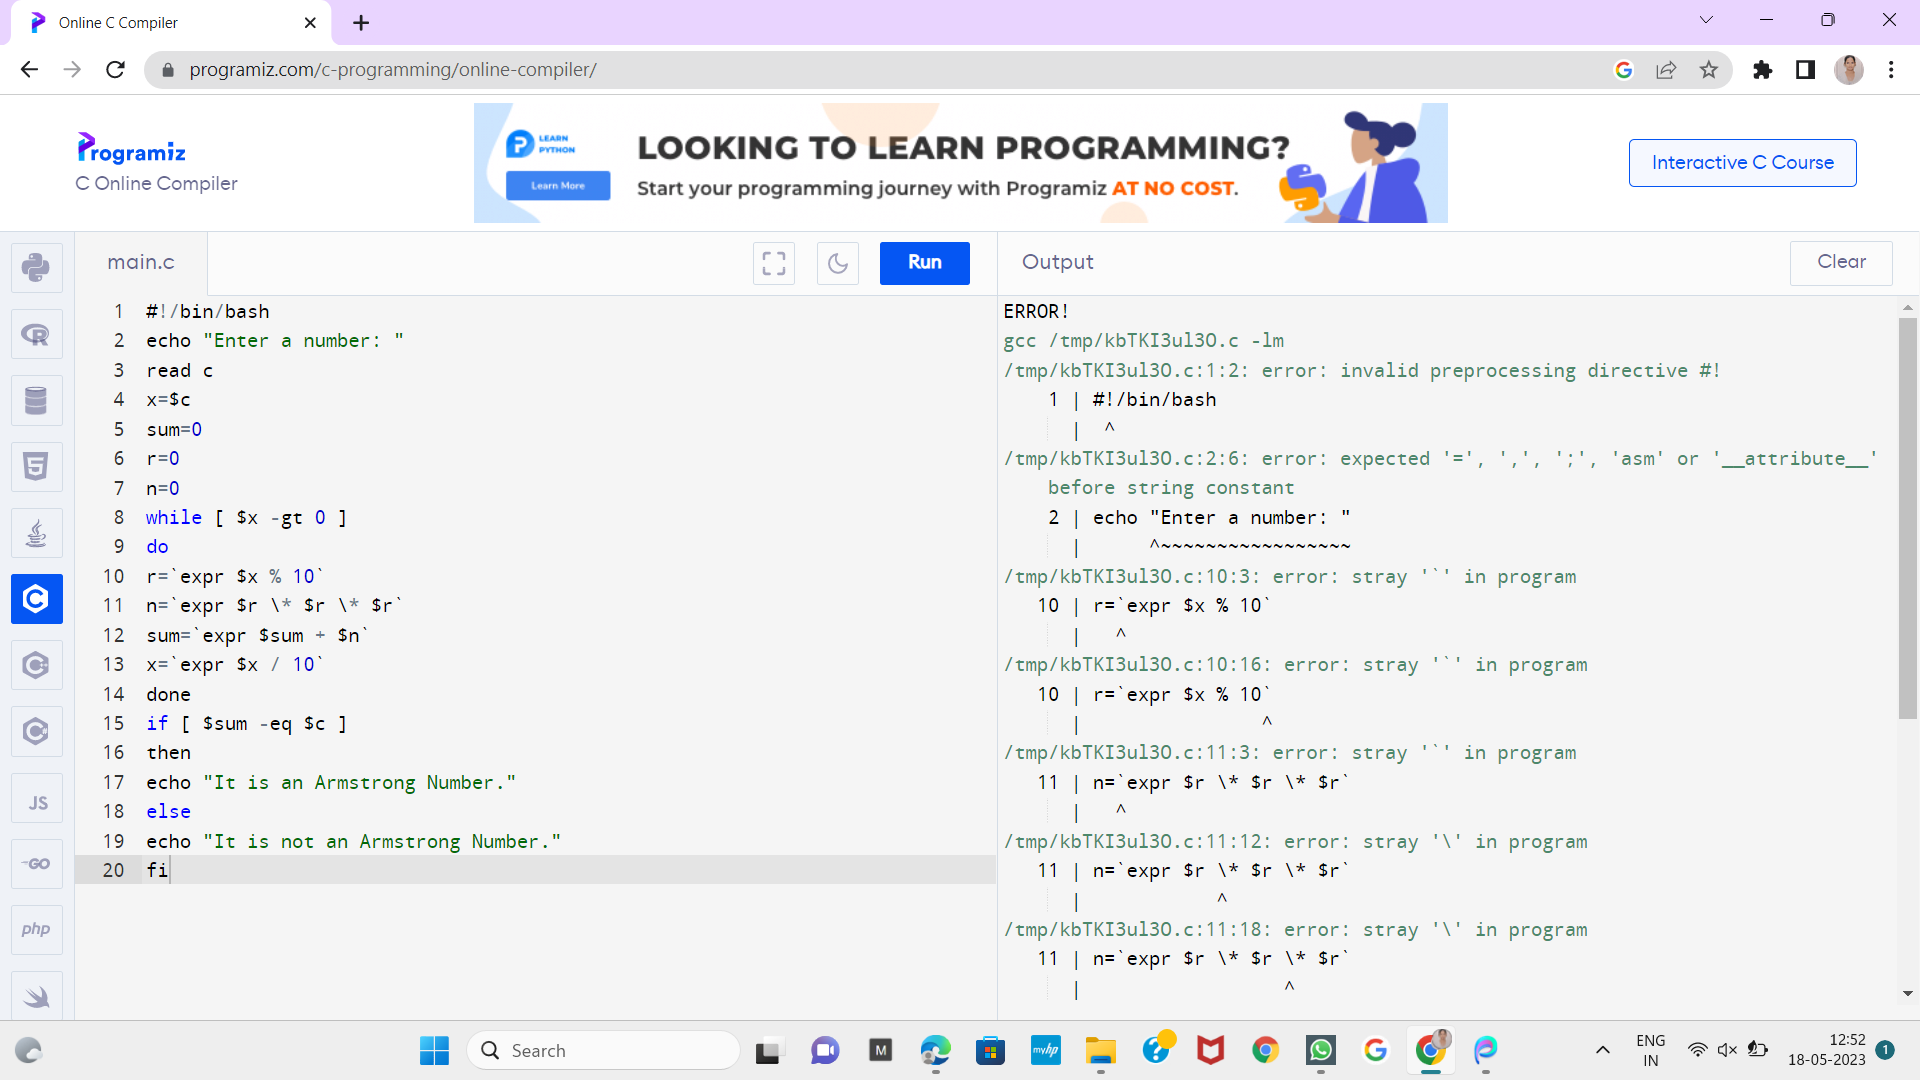 Online C Compiler
programiz.com/c-programming/online-compiler/
Programiz
C Online Compiler
LEARN
PYTHON
Learn More
LOOKING TO LEARN PROGRAMMING?
Start your programming journey with Programiz AT NO COST.
Interactive C Course
main.c
Run
Output
Clear
1 #!/bin/bash
2 echo "Enter a number: "
3 read c
4 x=$c
5 sum=0
6 r=0
7 n=0
8 while [ $x -gt 0 ]
9 do
10 r=`expr $x % 10`
11 n=`expr $r \* $r \* $r`
12 sum=`expr $sum + $n`
13 x=`expr $x / 10`
14 done
15 if [ $sum -eq $c ]
16 then
17 echo "It is an Armstrong Number."
18 else
19 echo "It is not an Armstrong Number."
20 fi
ERROR!
gcc /tmp/kbTKI3ul3O.c -lm
/tmp/kbTKI3ul3O.c:1:2: error: invalid preprocessing directive #!
1 | #!/bin/bash
| ^
/tmp/kbTKI3ul3O.c:2:6: error: expected '=', ',', ';', 'asm' or '__attribute__'
before string constant
2 | echo "Enter a number: "
| ^~~~~~~~~~~~~~~~~~
/tmp/kbTKI3ul3O.c:10:3: error: stray '`' in program
10 | r=`expr $x % 10`
| ^
/tmp/kbTKI3ul3O.c:10:16: error: stray '`' in program
10 | r=`expr $x % 10`
| ^
/tmp/kbTKI3ul3O.c:11:3: error: stray '`' in program
11 | n=`expr $r \* $r \* $r`
| ^
/tmp/kbTKI3ul3O.c:11:12: error: stray '\' in program
11 | n=`expr $r \* $r \* $r`
| ^
/tmp/kbTKI3ul3O.c:11:18: error: stray '\' in program
11 | n=`expr $r \* $r \* $r`
| ^
JS
GO
php
Search
M
myhp
ENG
IN
12:52
18-05-2023
1